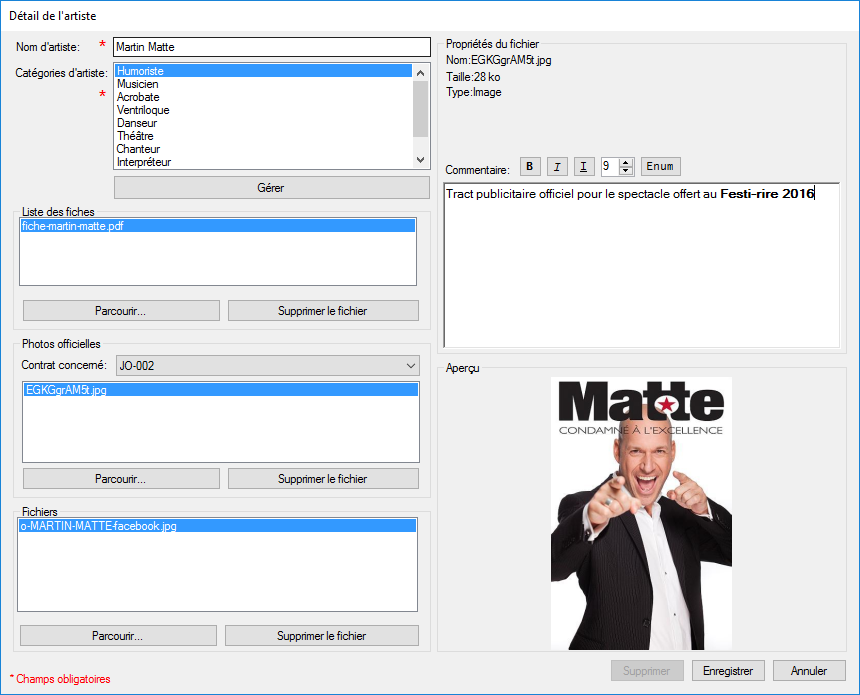 Détail de l'artiste
Nom d'artiste: * Martin Matte
Catégories d'artiste: *
Humoriste
Musicien
Acrobate
Ventriloque
Danseur
Théâtre
Chanteur
Interpréteur
Gérer
Liste des fiches
fiche-martin-matte.pdf
Parcourir... Supprimer le fichier
Photos officielles
Contrat concerné: JO-002
EGKGgrAM5t.jpg
Parcourir... Supprimer le fichier
Fichiers
o-MARTIN-MATTE-facebook.jpg
Parcourir... Supprimer le fichier
* Champs obligatoires
Propriétés du fichier
Nom:EGKGgrAM5t.jpg
Taille:28 ko
Type:Image
Commentaire: B I I 9 Enum
Tract publicitaire officiel pour le spectacle offert au Festi-rire 2016
Aperçu
Matte
CONDAMNÉ À L'EXCELLENCE
Supprimer Enregistrer Annuler